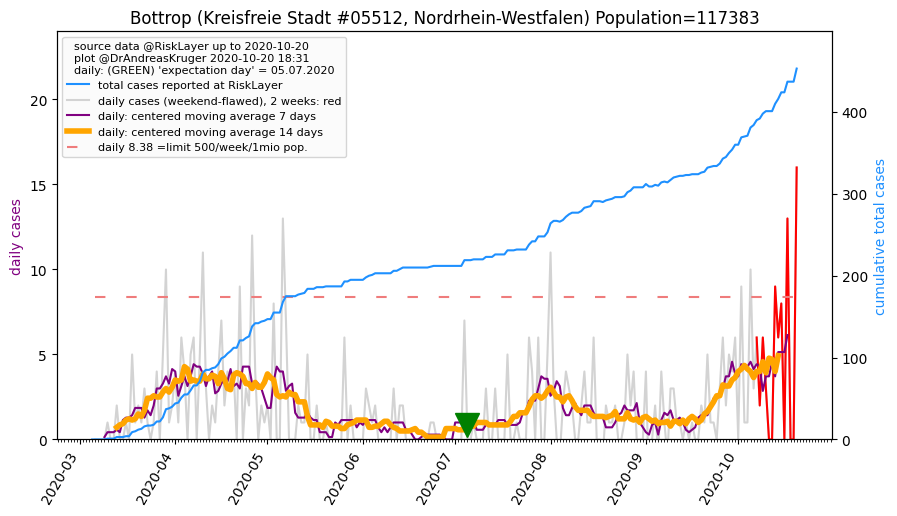 Bottrop (Kreisfreie Stadt #05512, Nordrhein-Westfalen) Population=117383
source data @RiskLayer up to 2020-10-20
plot @DrAndreasKruger 2020-10-20 18:31
daily: (GREEN) 'expectation day' = 05.07.2020
total cases reported at RiskLayer
daily cases (weekend-flawed), 2 weeks: red
daily: centered moving average 7 days
daily: centered moving average 14 days
daily 8.38 =limit 500/week/1mio pop.
daily cases
20
15
10
5
0
cumulative total cases
400
300
200
100
0
2020-03
2020-04
2020-05
2020-06
2020-07
2020-08
2020-09
2020-10